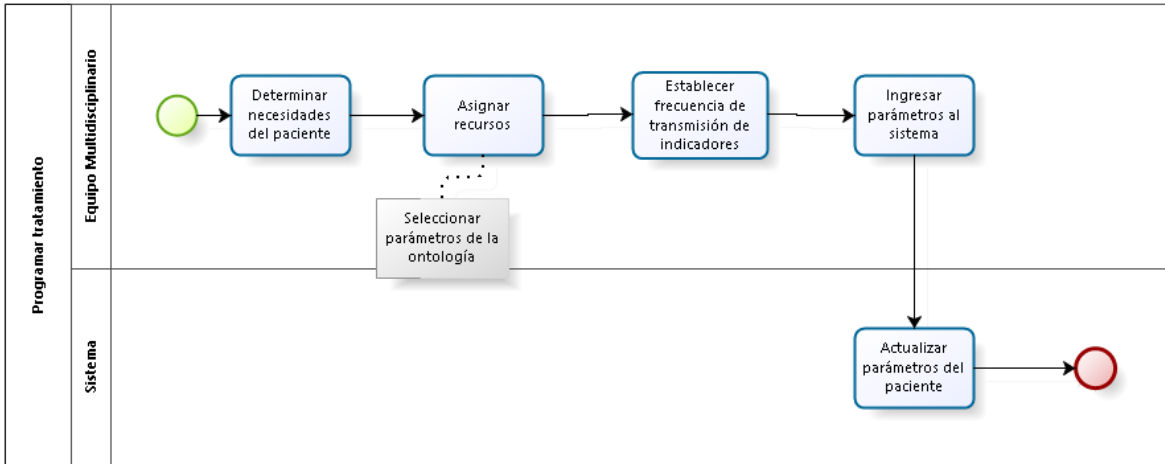 Programar tratamiento
Equipo Multidisciplinario
Determinar
necesidades
del paciente
Asignar
recursos
Establecer
frecuencia de
transmisión de
indicadores
Ingresar
parámetros al
sistema
Seleccionar
parámetros de la
ontología
Sistema
Actualizar
parámetros del
paciente